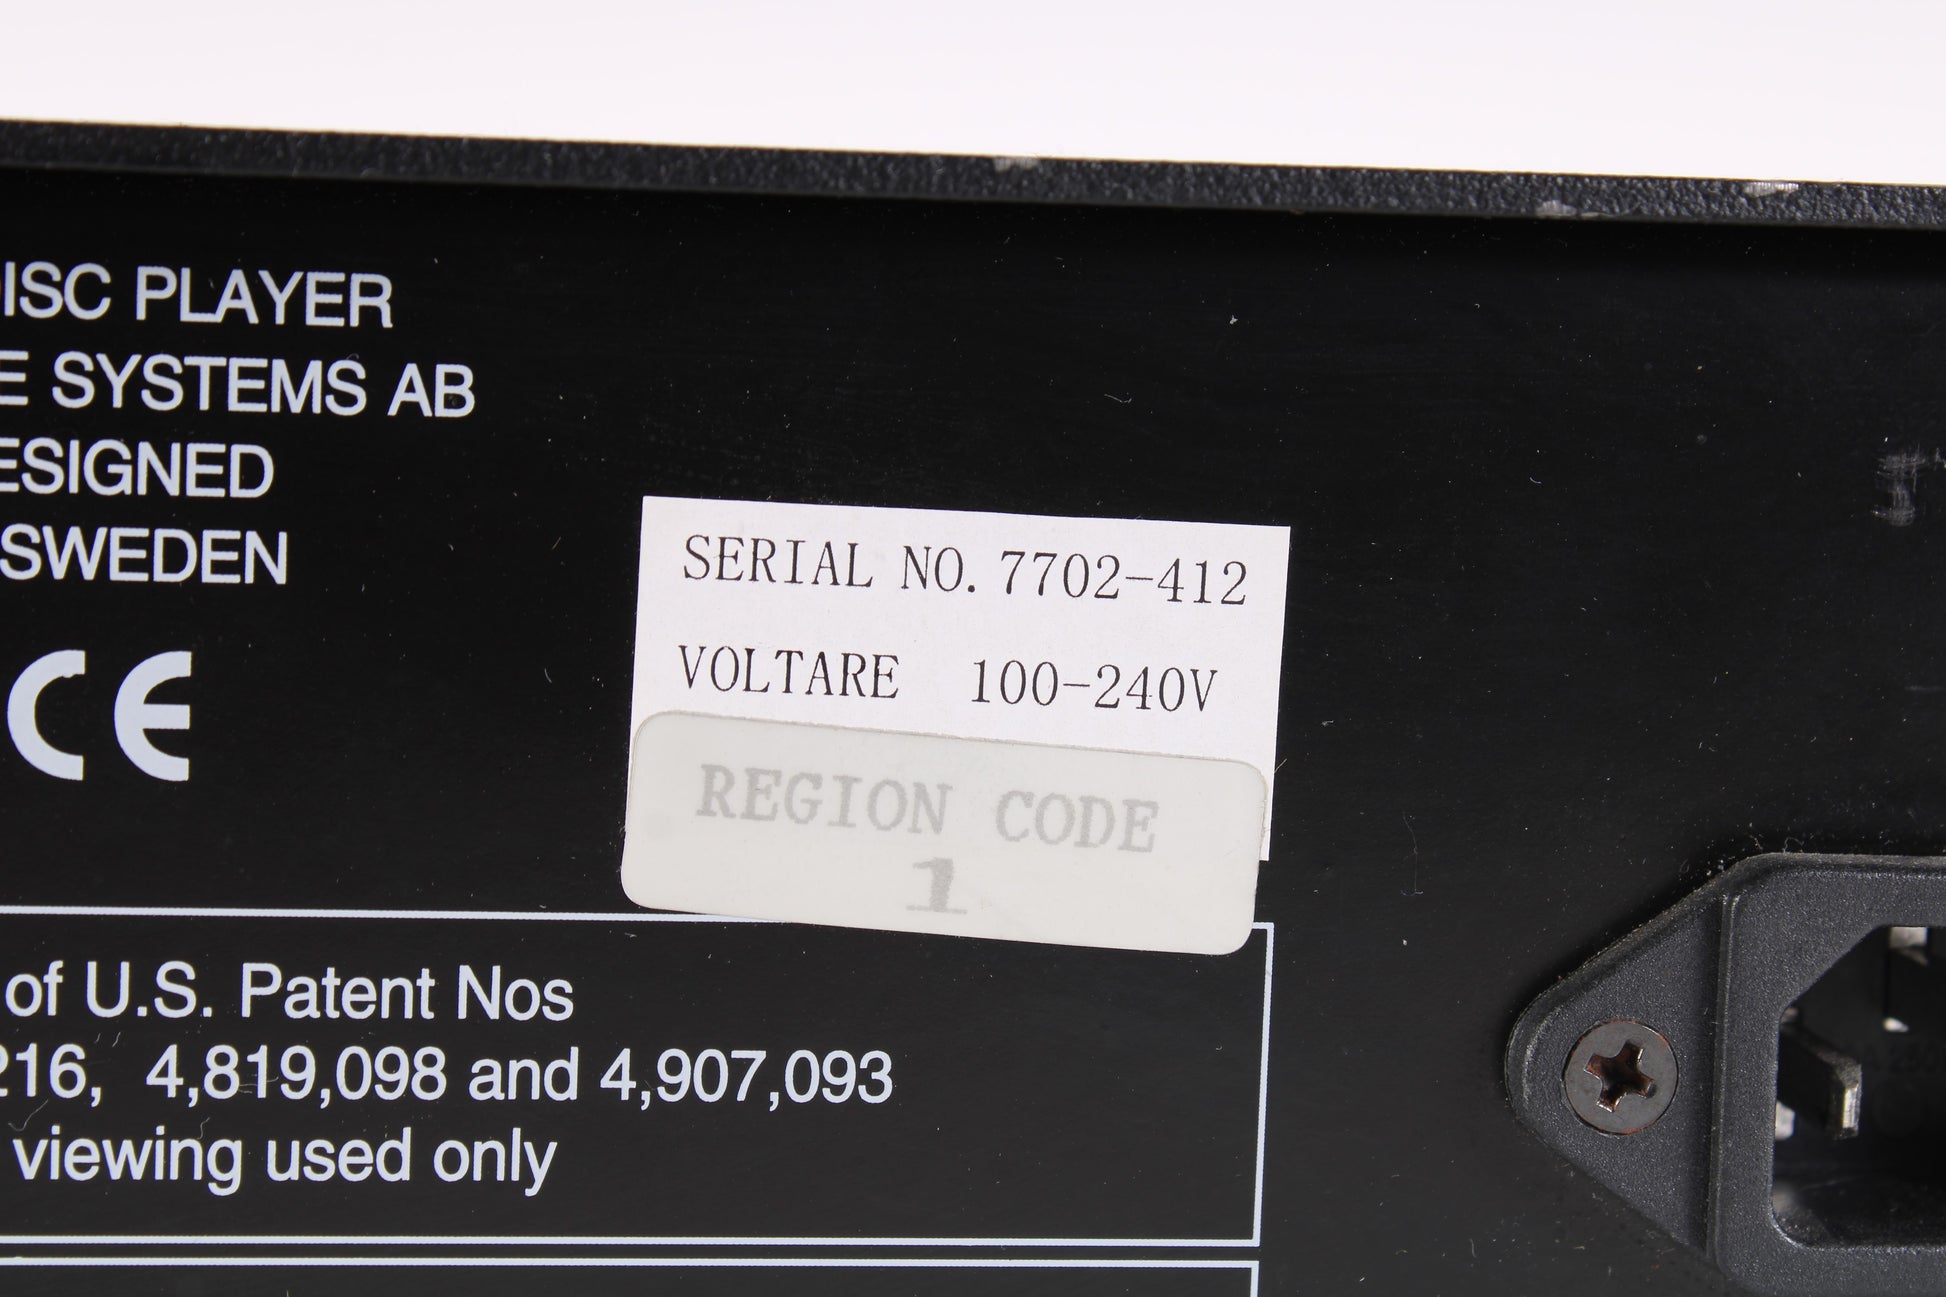 ISC PLAYER
E SYSTEMS AB
ESIGNED
SWEDEN
CE
SERIAL NO. 7702-412
VOLTARE 100-240V
REGION CODE
1
of U.S. Patent Nos
216, 4,819,098 and 4,907,093
viewing used only